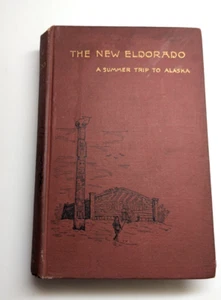 THE NEW ELDORADO
A SUMMER TRIP TO ALASKA